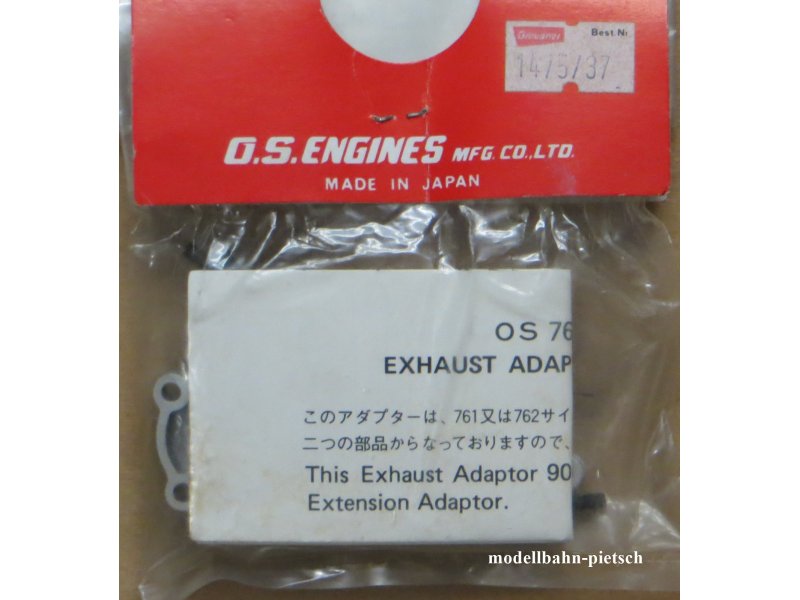 Graupner Best. Nr.
14/5/37
O.S. ENGINES MFG. CO., LTD.
MADE IN JAPAN
OS 76
EXHAUST ADAP
このアダプターは、761又は762サイ
二つの部品からなっておりますので、
This Exhaust Adaptor 90
Extension Adaptor.
modellbahn-pietsch